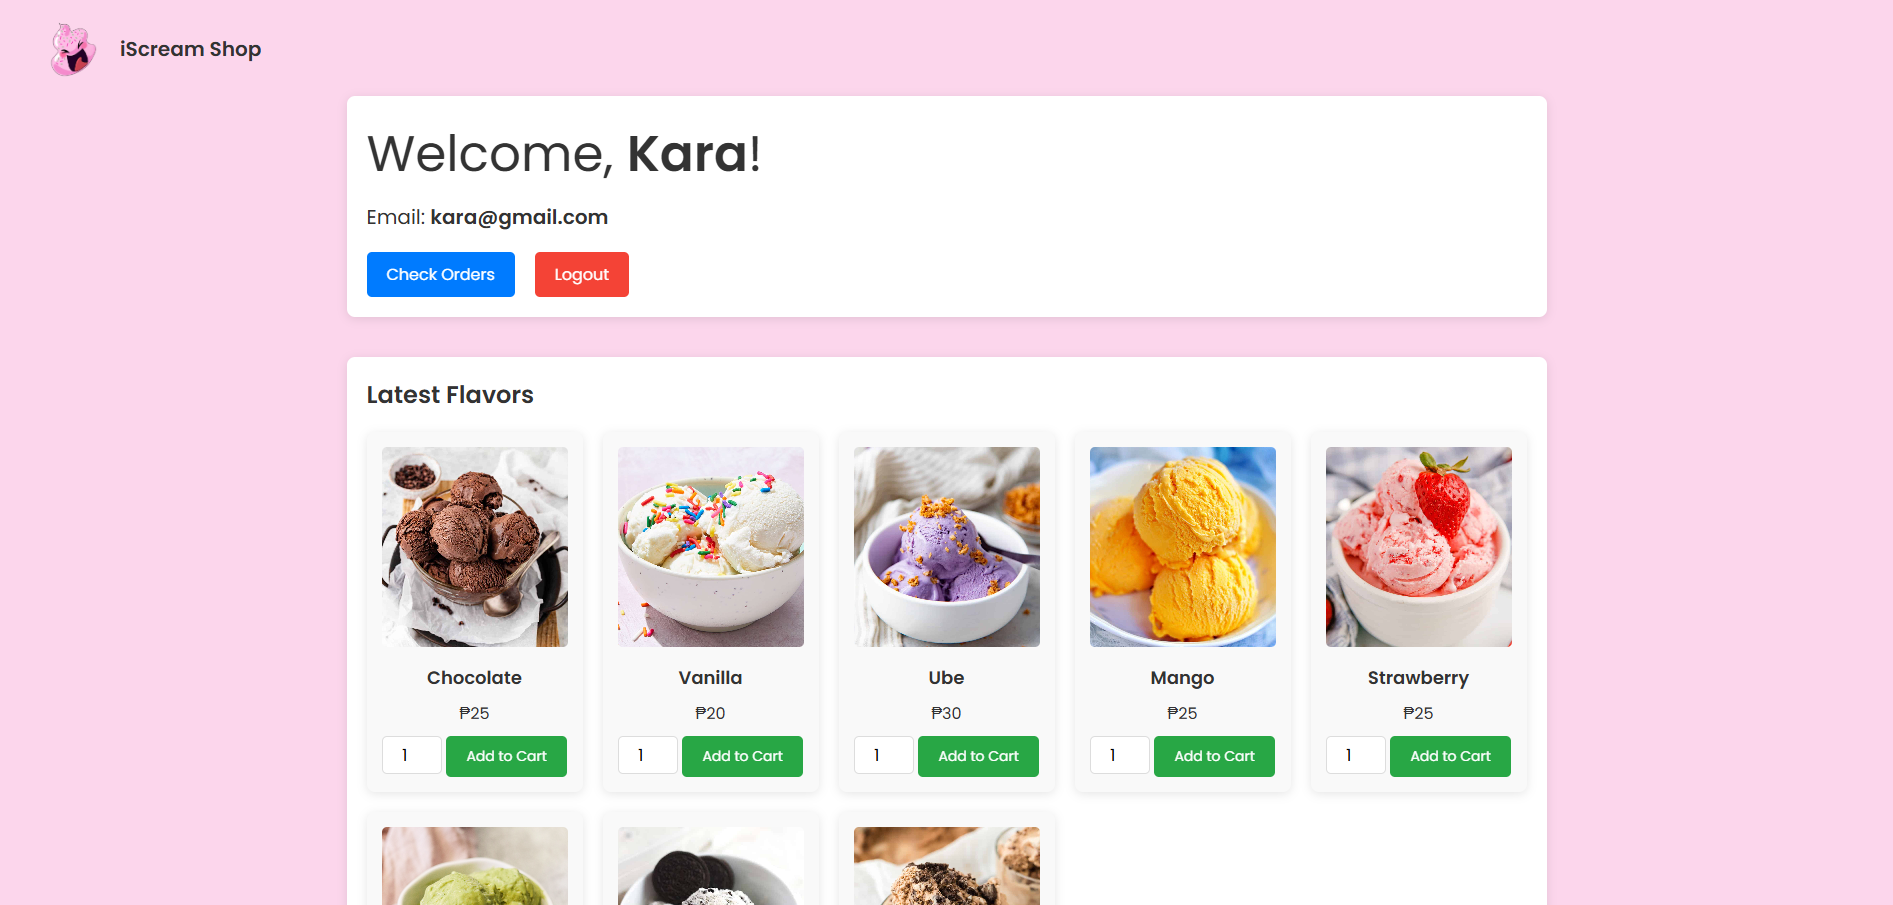 iScream Shop
Welcome, Kara!
Email: kara@gmail.com
Check Orders Logout
Latest Flavors
Chocolate Vanilla Ube Mango Strawberry
₱25 ₱20 ₱30 ₱25 ₱25
1 Add to Cart 1 Add to Cart 1 Add to Cart 1 Add to Cart 1 Add to Cart